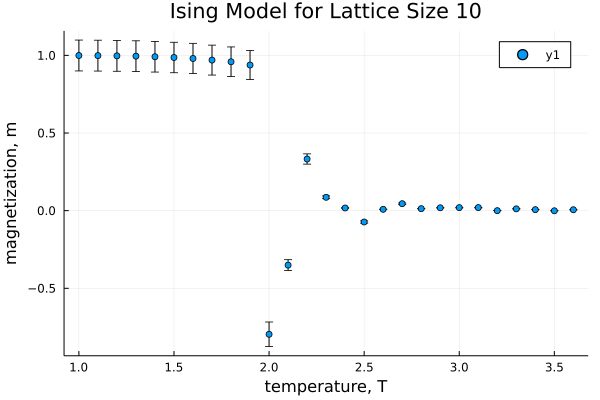 Ising Model for Lattice Size 10
y1
magnetization, m
1.0
0.5
0.0
−0.5
1.0 1.5 2.0 2.5 3.0 3.5
temperature, T